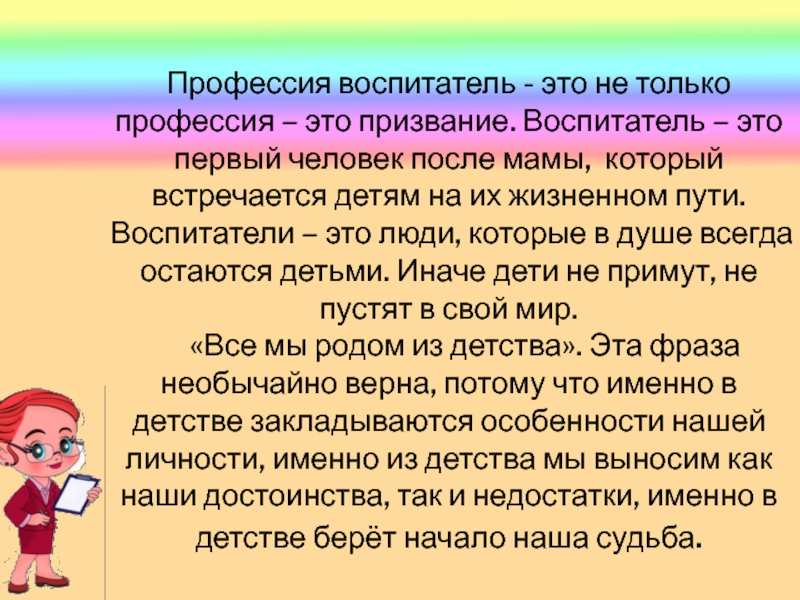 Профессия воспитатель - это не только
профессия – это призвание. Воспитатель – это
первый человек после мамы, который
встречается детям на их жизненном пути.
Воспитатели – это люди, которые в душе всегда
остаются детьми. Иначе дети не примут, не
пустят в свой мир.
«Все мы родом из детства». Эта фраза
необычайно верна, потому что именно в
детстве закладываются особенности нашей
личности, именно из детства мы выносим как
наши достоинства, так и недостатки, именно в
детстве берёт начало наша судьба.